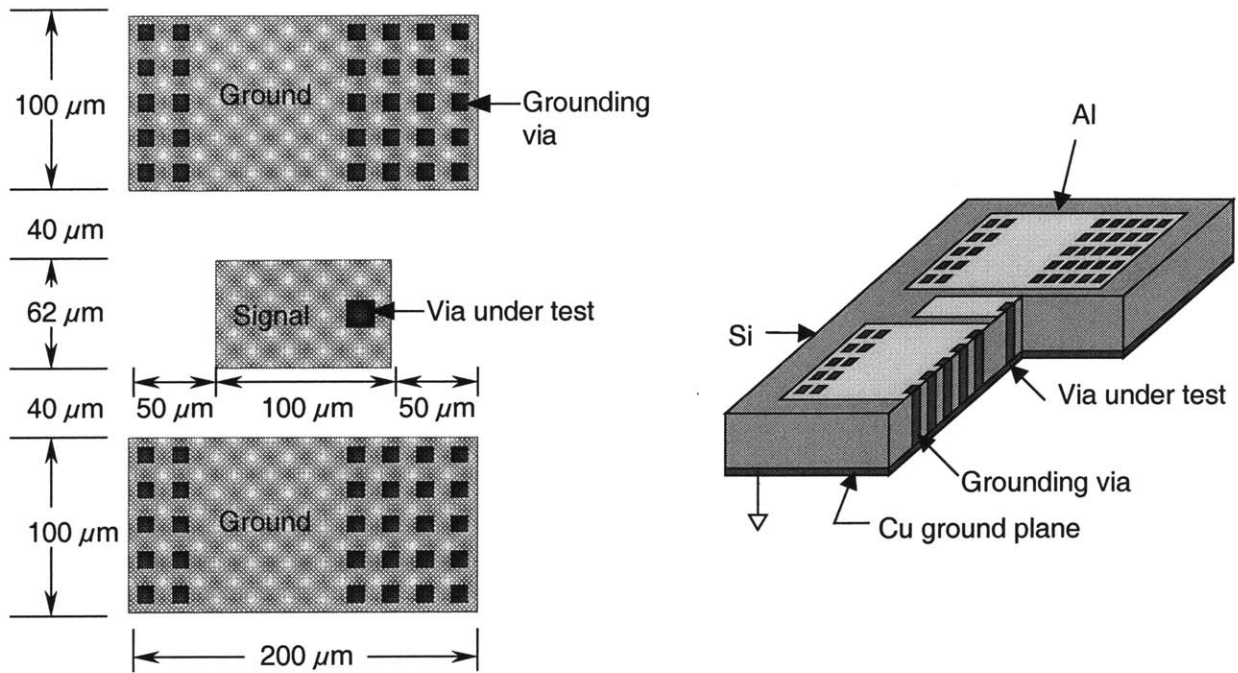 100 μm
Ground
Grounding
via
40 μm
62 μm
Signal
Via under test
50 μm
100 μm
50 μm
40 μm
100 μm
Ground
200 μm
Al
Si
Via under test
Grounding via
Cu ground plane